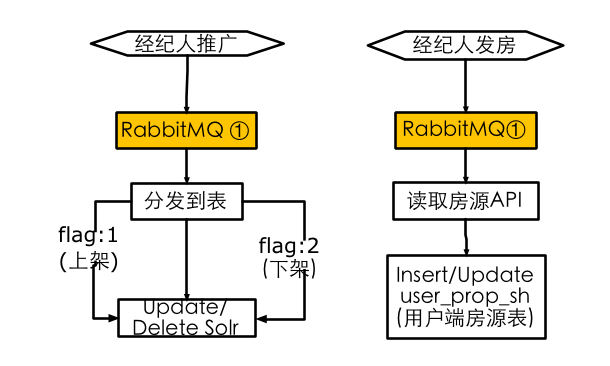 经纪人推广
RabbitMQ ①
分发到表
flag:1
(上架)
flag:2
(下架)
Update/
Delete Solr
经纪人发房
RabbitMQ①
读取房源API
Insert/Update
user_prop_sh
(用户端房源表)